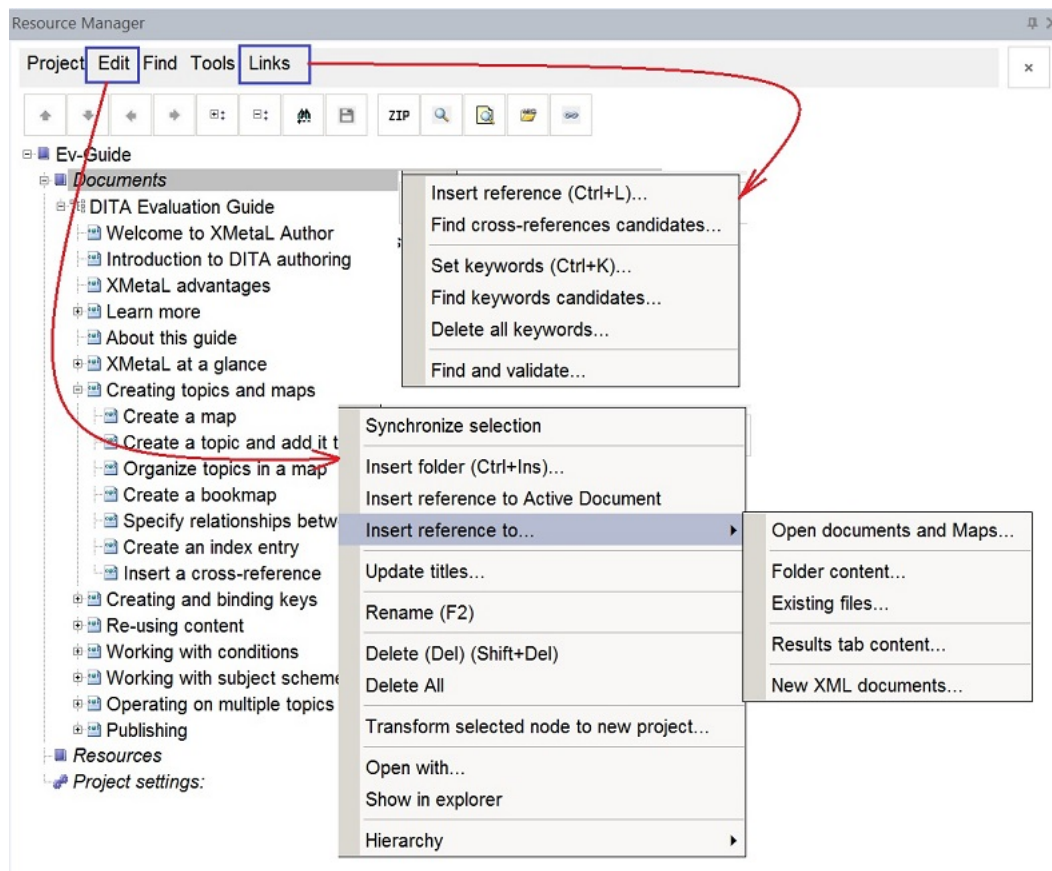 Resource Manager
Project Edit Find Tools Links
ZIP
Ev-Guide
Documents
DITA Evaluation Guide
Welcome to XMetaL Author
Introduction to DITA authoring
XMetaL advantages
Learn more
About this guide
XMetaL at a glance
Creating topics and maps
Create a map
Create a topic and add it t
Organize topics in a map
Create a bookmap
Specify relationships betw
Create an index entry
Insert a cross-reference
Creating and binding keys
Re-using content
Working with conditions
Working with subject scheme
Operating on multiple topics
Publishing
Resources
Project settings:
Insert reference (Ctrl+L)...
Find cross-references candidates...
Set keywords (Ctrl+K)...
Find keywords candidates...
Delete all keywords...
Find and validate...
Synchronize selection
Insert folder (Ctrl+Ins)...
Insert reference to Active Document
Insert reference to...
Update titles...
Rename (F2)
Delete (Del) (Shift+Del)
Delete All
Transform selected node to new project...
Open with...
Show in explorer
Hierarchy
Open documents and Maps...
Folder content...
Existing files...
Results tab content...
New XML documents...